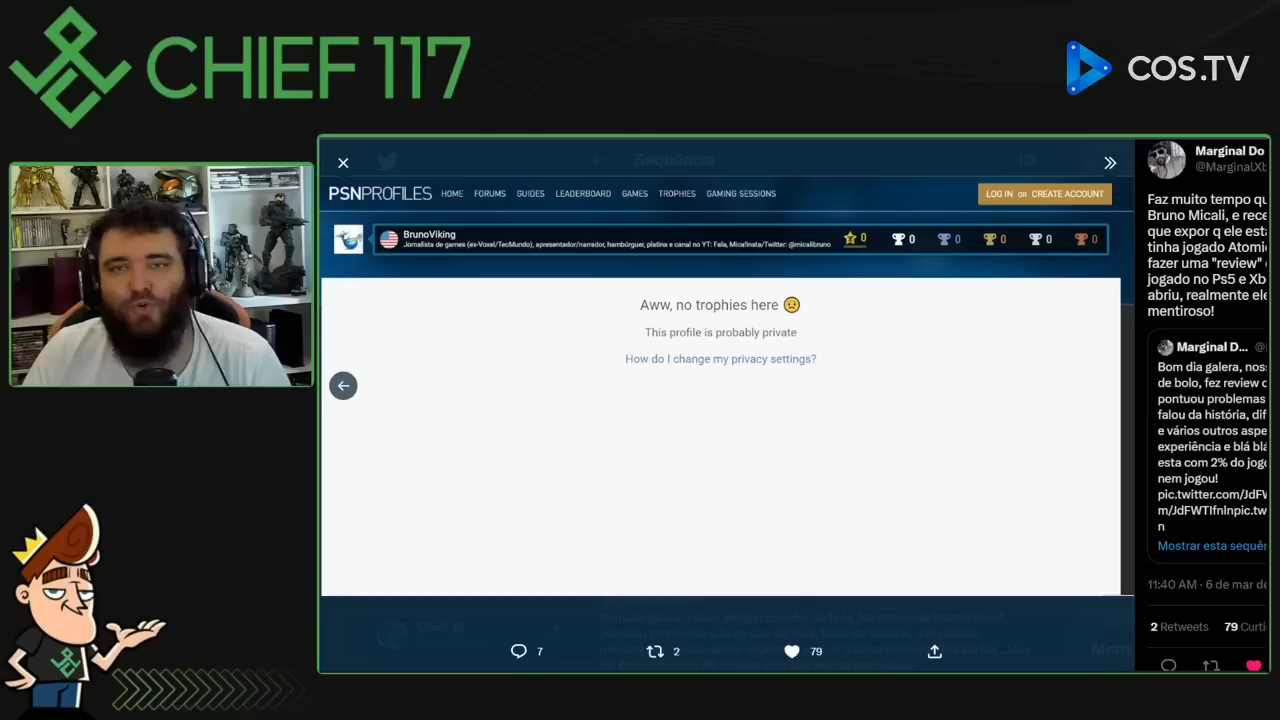 CHIEF 117
COS.TV
Sequência
PSNPROFILES HOME FORUMS GUIDES LEADERBOARD GAMES TROPHIES GAMING SESSIONS LOG IN OR CREATE ACCOUNT
BrunoViking
Jornalista de games (ex-Voxel/TecMundo), apresentador/narrador, hambúrguer, platina e canal no YT: Fala, Mica!Insta/Twitter: @micalibruno
0 0 0 0 0 0
Aww, no trophies here
This profile is probably private
How do I change my privacy settings?
7 2 79
Marginal Do
@MarginalXb
Faz muito tempo qu
Bruno Micali, e rece
que expor q ele esta
tinha jogado Atomic
fazer uma "review"
jogado no Ps5 e Xb
abriu, realmente ele
mentiroso!
Marginal D... @
Bom dia galera, nos
de bolo, fez review d
pontuou problemas
falou da história, dif
e vários outros aspe
experiência e blá blá
esta com 2% do jogo
nem jogou!
pic.twitter.com/JdFW
m/JdFWTIfnlnpic.tw
n
Mostrar esta sequên
11:40 AM · 6 de mar de
2 Retweets 79 Curti